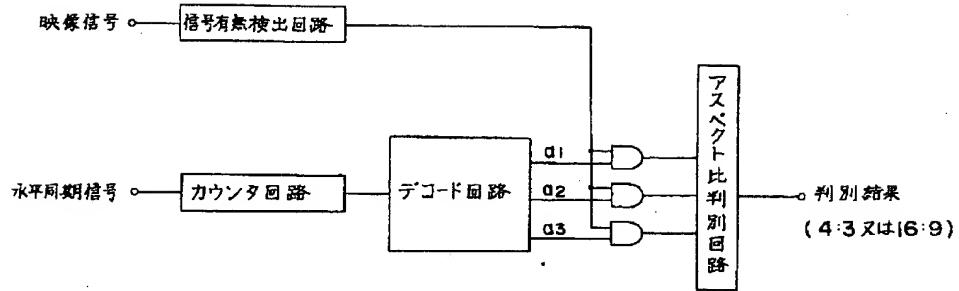 映像信号
信号有無検出回路
水平同期信号
カウンタ回路
デコード回路
a1
a2
a3
アスペクト比判別回路
判別結果
(4:3又は16:9)